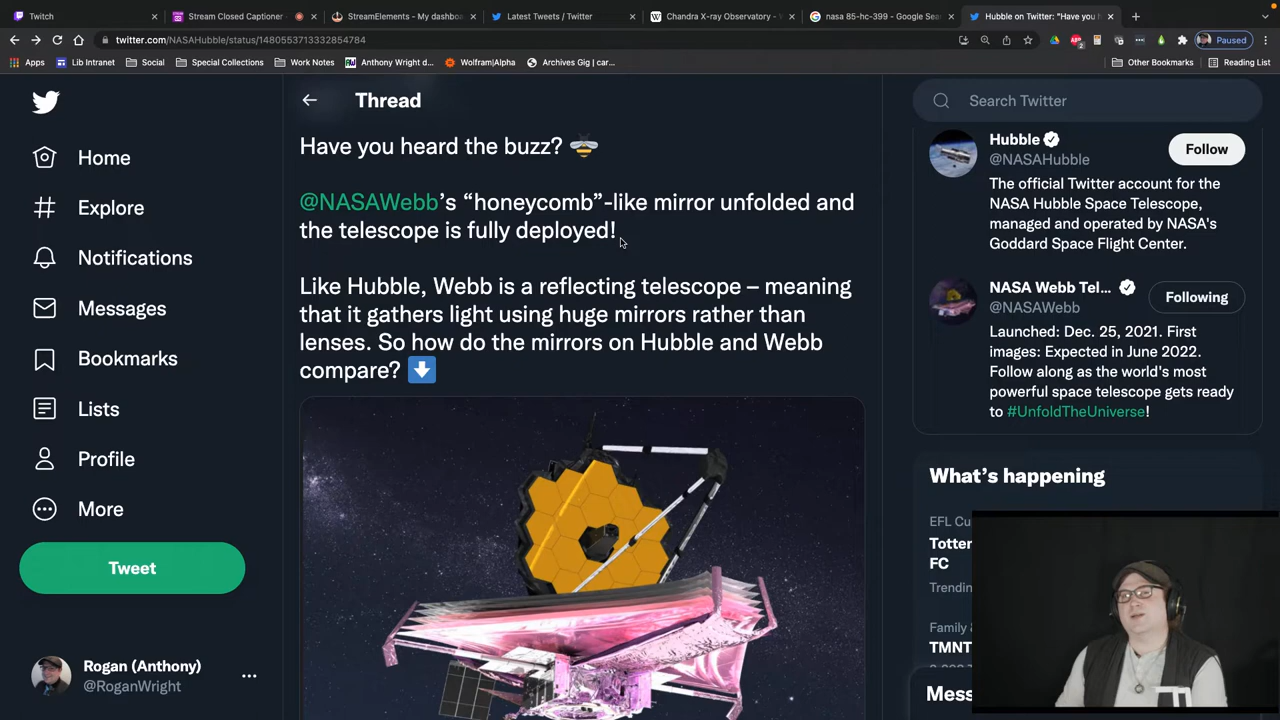 Twitch
Stream Closed Captioner
StreamElements - My dashbo
Latest Tweets / Twitter
Chandra X-ray Observatory - W
nasa 85-hc-399 - Google Sear
Hubble on Twitter: "Have you h
twitter.com/NASAHubble/status/1480553713332854784
2
Paused
Apps
Lib Intranet
Social
Special Collections
Work Notes
Anthony Wright d...
Wolfram|Alpha
Archives Gig | car...
Other Bookmarks
Reading List
Home
Explore
Notifications
Messages
Bookmarks
Lists
Profile
More
Tweet
Rogan (Anthony)
@RoganWright
Thread
Have you heard the buzz? 🐝
@NASAWebb's “honeycomb”-like mirror unfolded and
the telescope is fully deployed!
Like Hubble, Webb is a reflecting telescope – meaning
that it gathers light using huge mirrors rather than
lenses. So how do the mirrors on Hubble and Webb
compare? ⬇️
Search Twitter
Hubble
@NASAHubble
Follow
The official Twitter account for the
NASA Hubble Space Telescope,
managed and operated by NASA's
Goddard Space Flight Center.
NASA Webb Tel...
@NASAWebb
Following
Launched: Dec. 25, 2021. First
images: Expected in June 2022.
Follow along as the world's most
powerful space telescope gets ready
to #UnfoldTheUniverse!
What's happening
EFL Cu
Totter
FC
Trending
Family &
TMNT
Mess